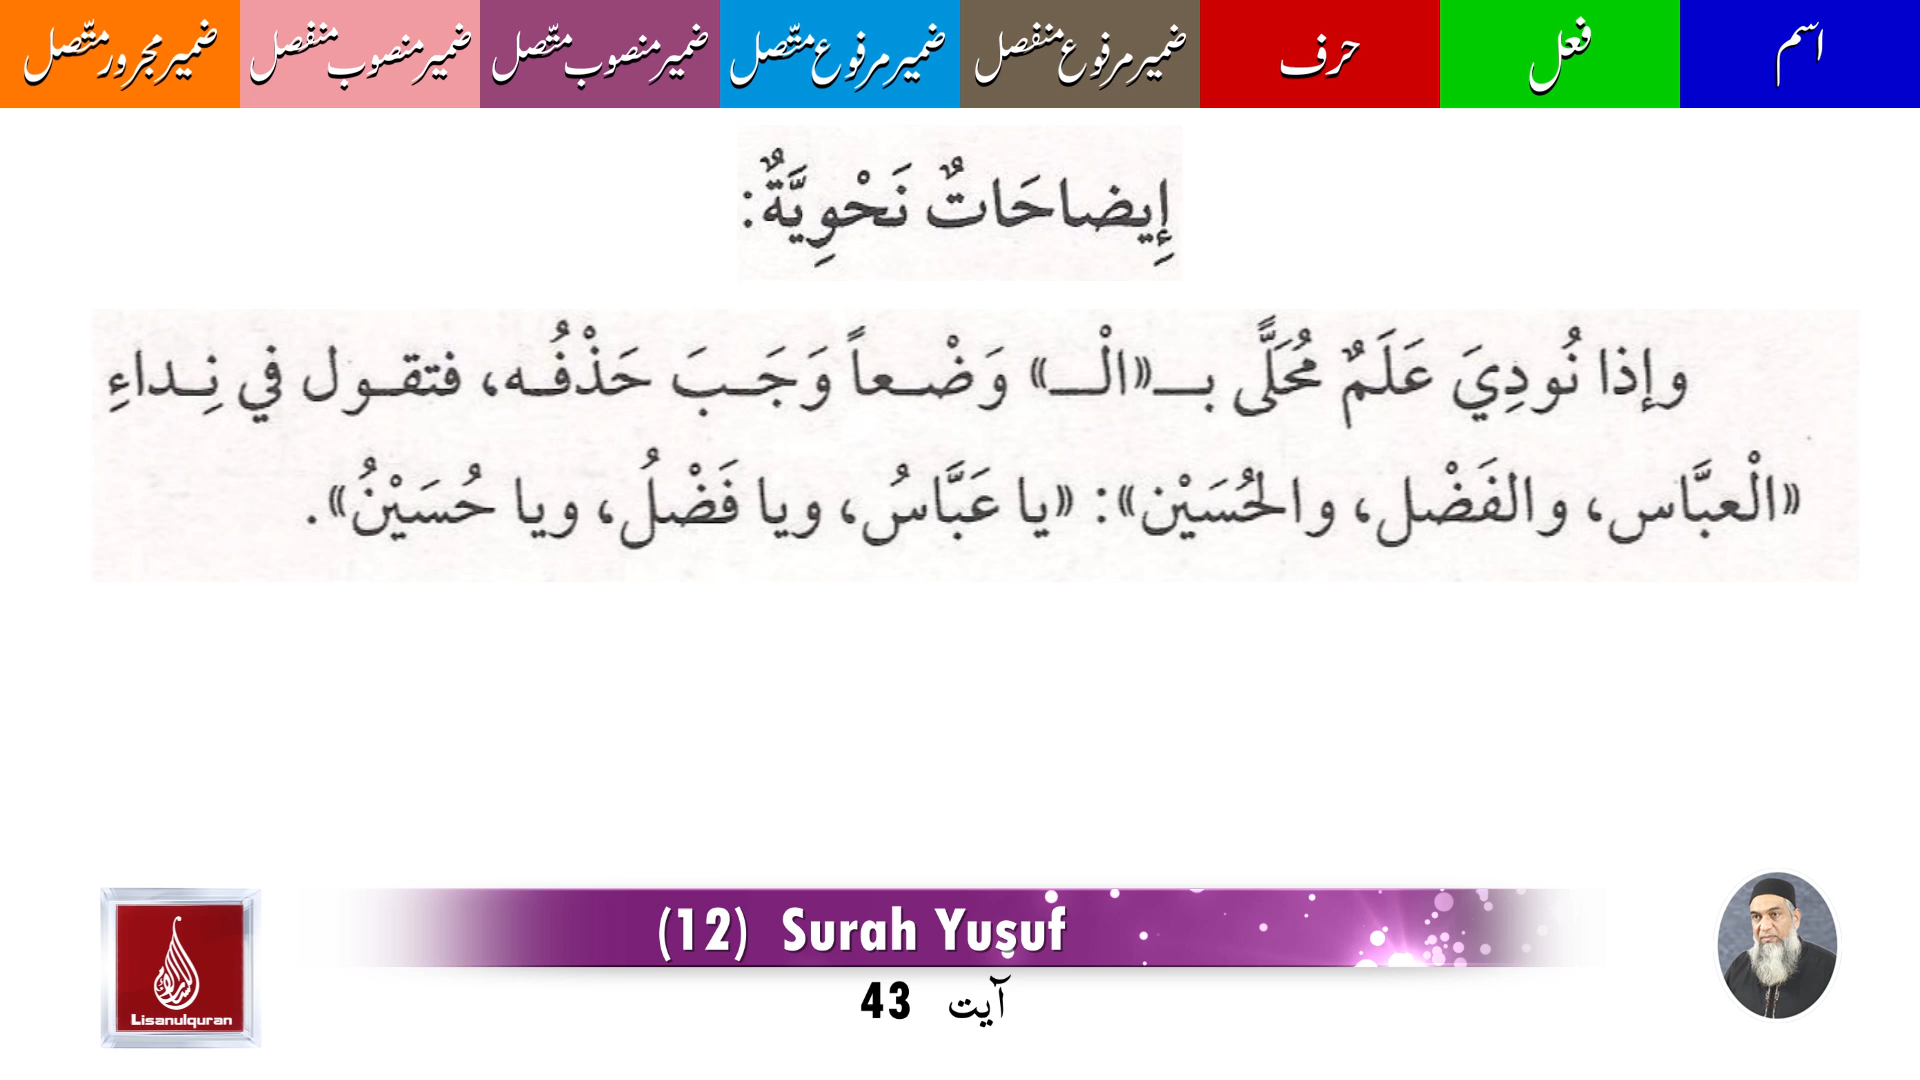 اسم
فعل
حرف
ضمیر مرفوع منفصل
ضمیر مرفوع متّصل
ضمیر منصوب متّصل
ضمیر منصوب منفصل
ضمیر مجرور متّصل
إِيضاحَاتٌ نَحْوِيَّةٌ:
وإذا نُودِيَ عَلَمٌ مُحَلًّى بـ«الْـ» وَضْعاً وَجَبَ حَذْفُه، فتقول في نِداءِ
«الْعبَّاس، والفَضْل، والحُسَيْن»: «يا عَبَّاسُ، ويا فَضْلُ، ويا حُسَيْنُ».
(12) Surah Yusuf
آیت 43
Lisanulquran